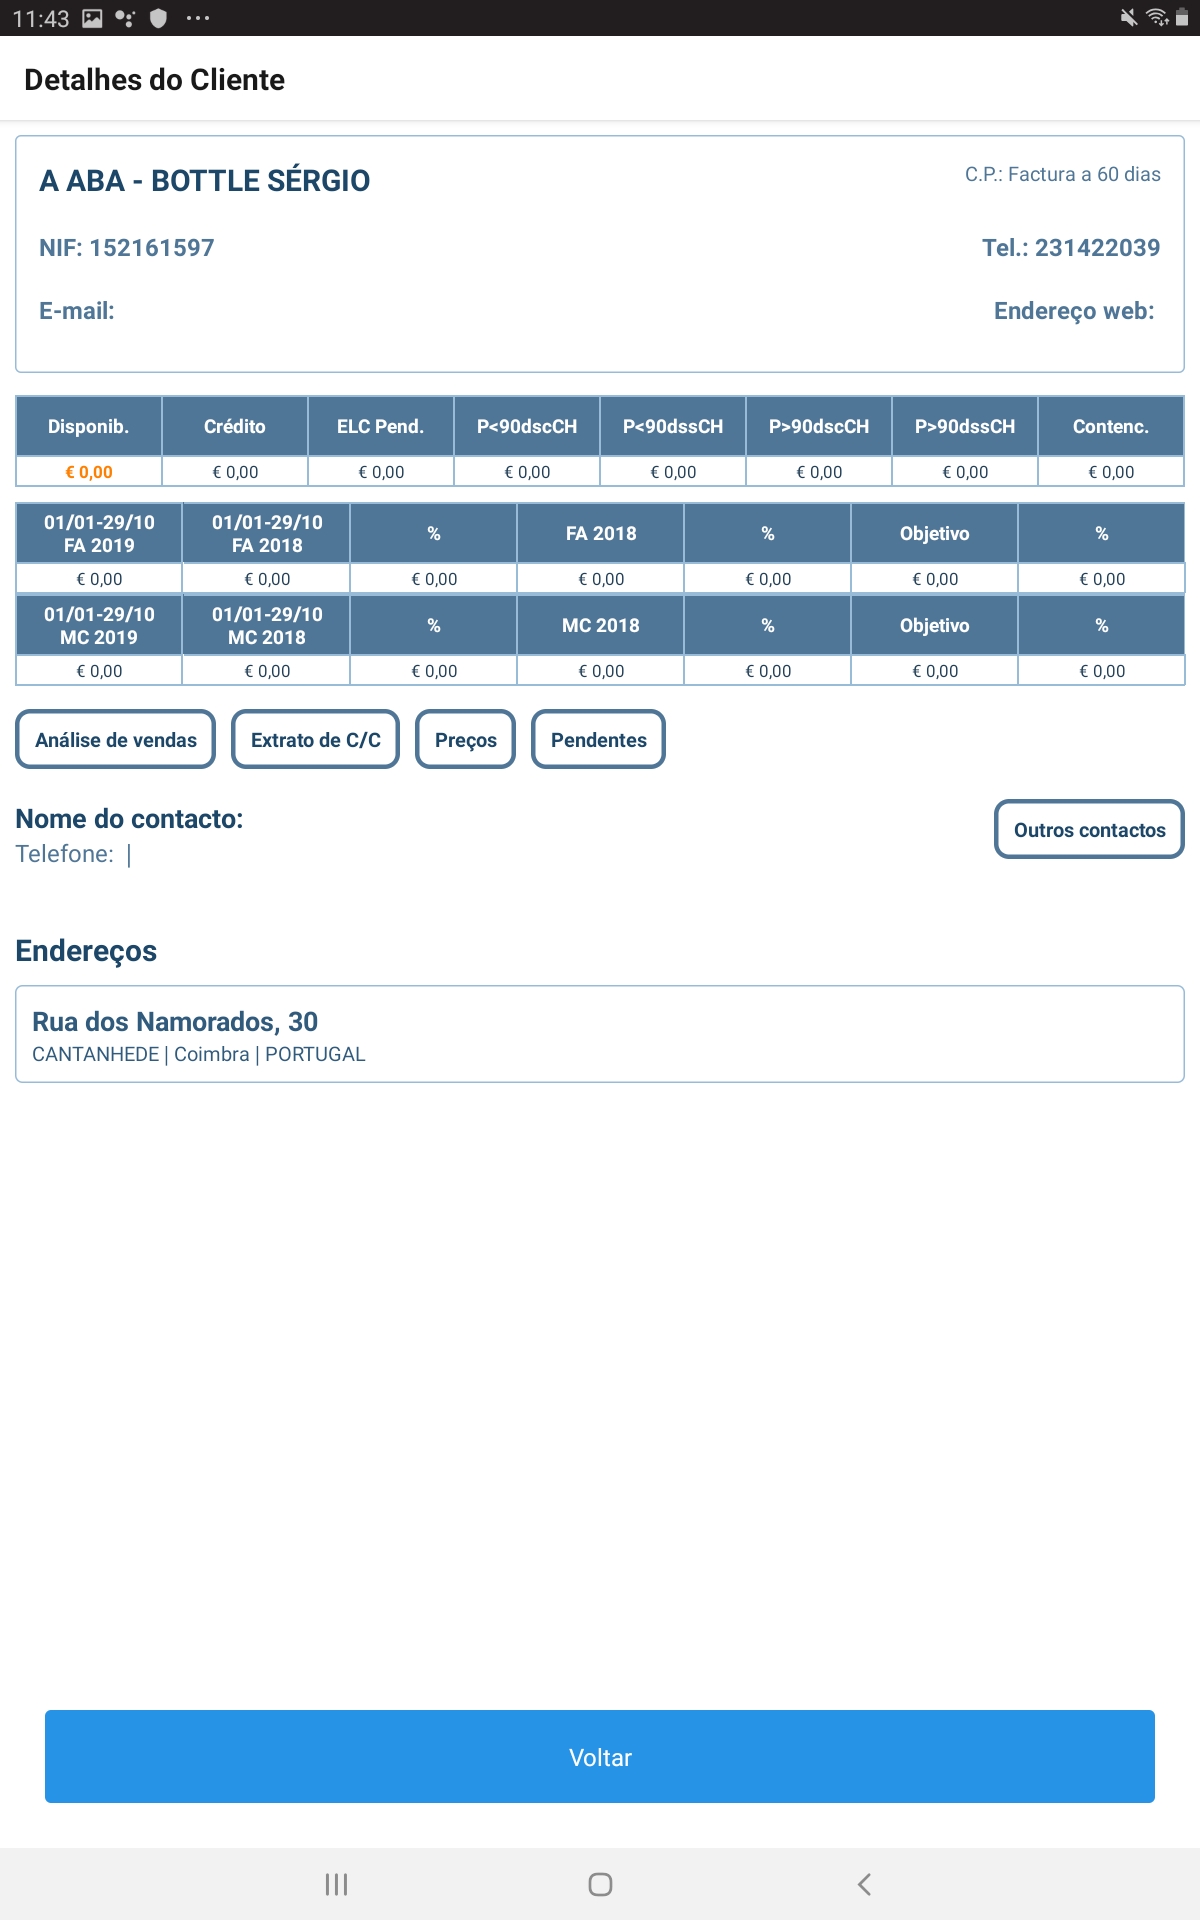 11:43
Detalhes do Cliente
A ABA - BOTTLE SÉRGIO
C.P.: Factura a 60 dias
NIF: 152161597
Tel.: 231422039
E-mail:
Endereço web:
Disponib. Crédito ELC Pend. P<90dscCH P<90dssCH P>90dscCH P>90dssCH Contenc.
€ 0,00 € 0,00 € 0,00 € 0,00 € 0,00 € 0,00 € 0,00 € 0,00
01/01-29/10 FA 2019 01/01-29/10 FA 2018 % FA 2018 % Objetivo %
€ 0,00 € 0,00 € 0,00 € 0,00 € 0,00 € 0,00 € 0,00
01/01-29/10 MC 2019 01/01-29/10 MC 2018 % MC 2018 % Objetivo %
€ 0,00 € 0,00 € 0,00 € 0,00 € 0,00 € 0,00 € 0,00
Análise de vendas Extrato de C/C Preços Pendentes
Nome do contacto:
Telefone: |
Outros contactos
Endereços
Rua dos Namorados, 30
CANTANHEDE | Coimbra | PORTUGAL
Voltar